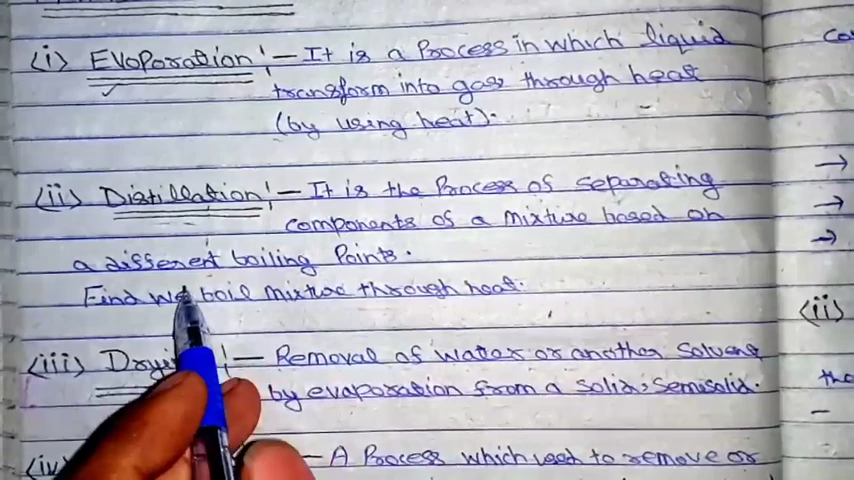 (i) Evaporation :- It is a Process in which liquid
transform into gas through heat
(by using heat).
(ii) Distillation :- It is the Process of separating
components of a mixture based on
a different boiling Points.
Find we boil mixture through heat.
(iii) :- Removal of water or another solvent
by evaporation from a solid, semisolid.
(iv) - A Process which used to remove or
(ii)